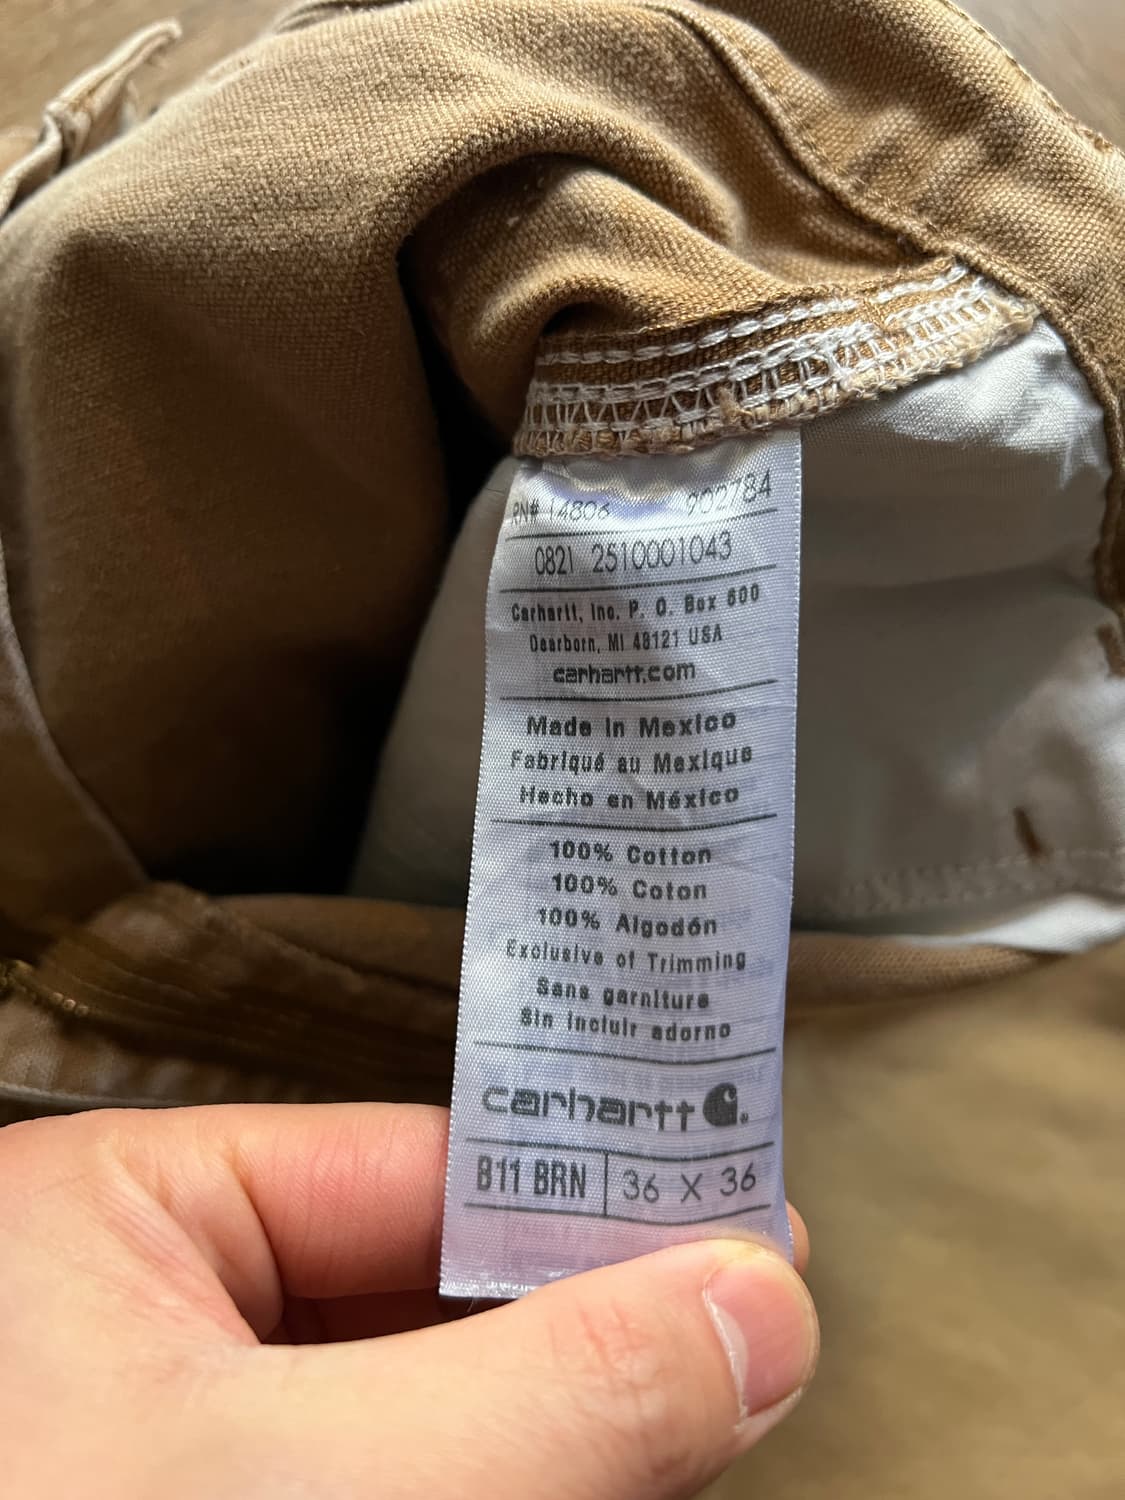 RN# 14806 902784
0821 2510001043
Carhartt, Inc. P. O. Box 600
Dearborn, MI 48121 USA
carhartt.com
Made in Mexico
Fabriqué au Mexique
Hecho en México
100% Cotton
100% Coton
100% Algodón
Exclusive of Trimming
Sans garniture
Sin incluir adorno
carhartt
B11 BRN 36 X 36